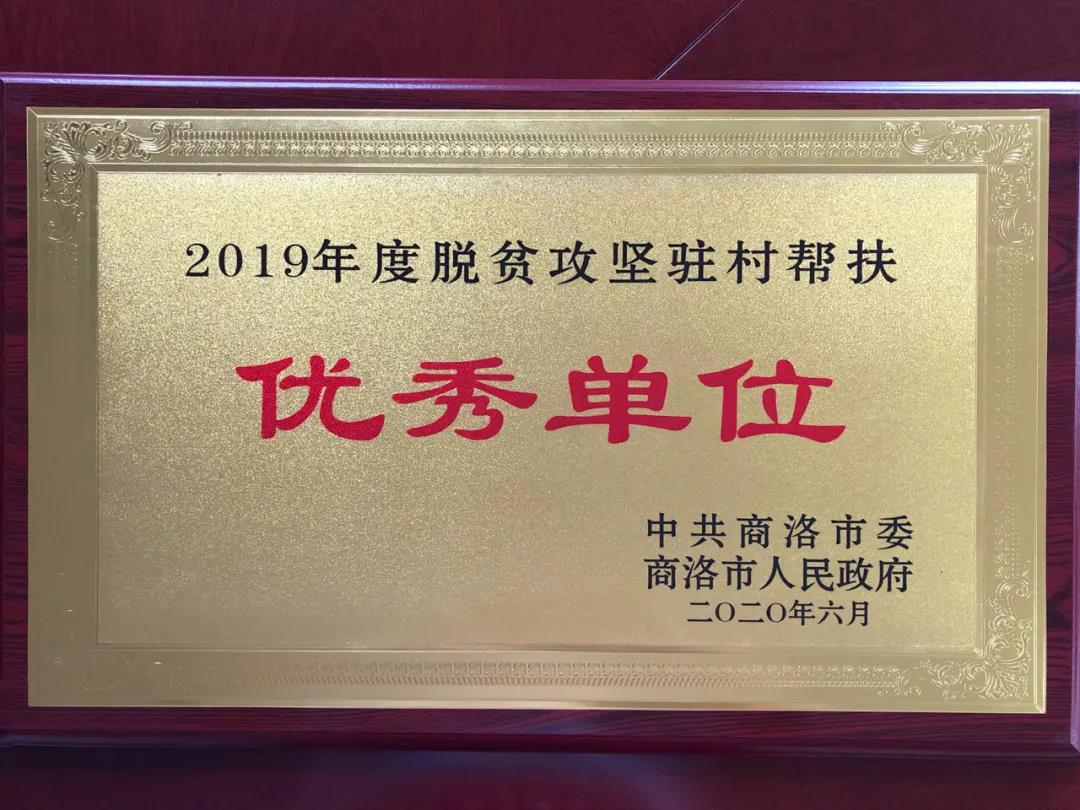 2019年度脱贫攻坚驻村帮扶
优秀单位
中共商洛市委
商洛市人民政府
二〇二〇年六月